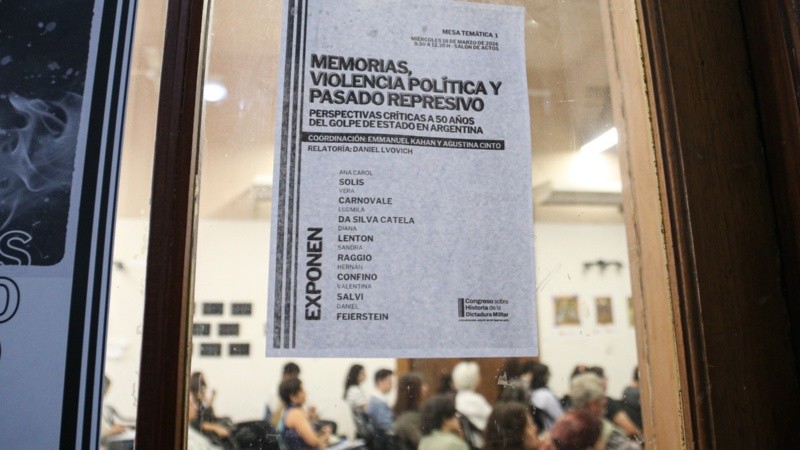 MESA TEMÁTICA 1
MIÉRCOLES 18 DE MARZO DE 2026
9.30 A 12.30 H - SALÓN DE ACTOS
MEMORIAS,
VIOLENCIA POLÍTICA Y
PASADO REPRESIVO
PERSPECTIVAS CRÍTICAS A 50 AÑOS
DEL GOLPE DE ESTADO EN ARGENTINA
COORDINACIÓN: EMMANUEL KAHAN Y AGUSTINA CINTO
RELATORÍA: DANIEL LVOVICH
EXPONEN
ANA CAROL
SOLIS
VERA
CARNOVALE
LUDMILA
DA SILVA CATELA
DIANA
LENTON
SANDRA
RAGGIO
HERNÁN
CONFINO
VALENTINA
SALVI
DANIEL
FEIERSTEIN
Congreso sobre
Historia de la
Dictadura Militar